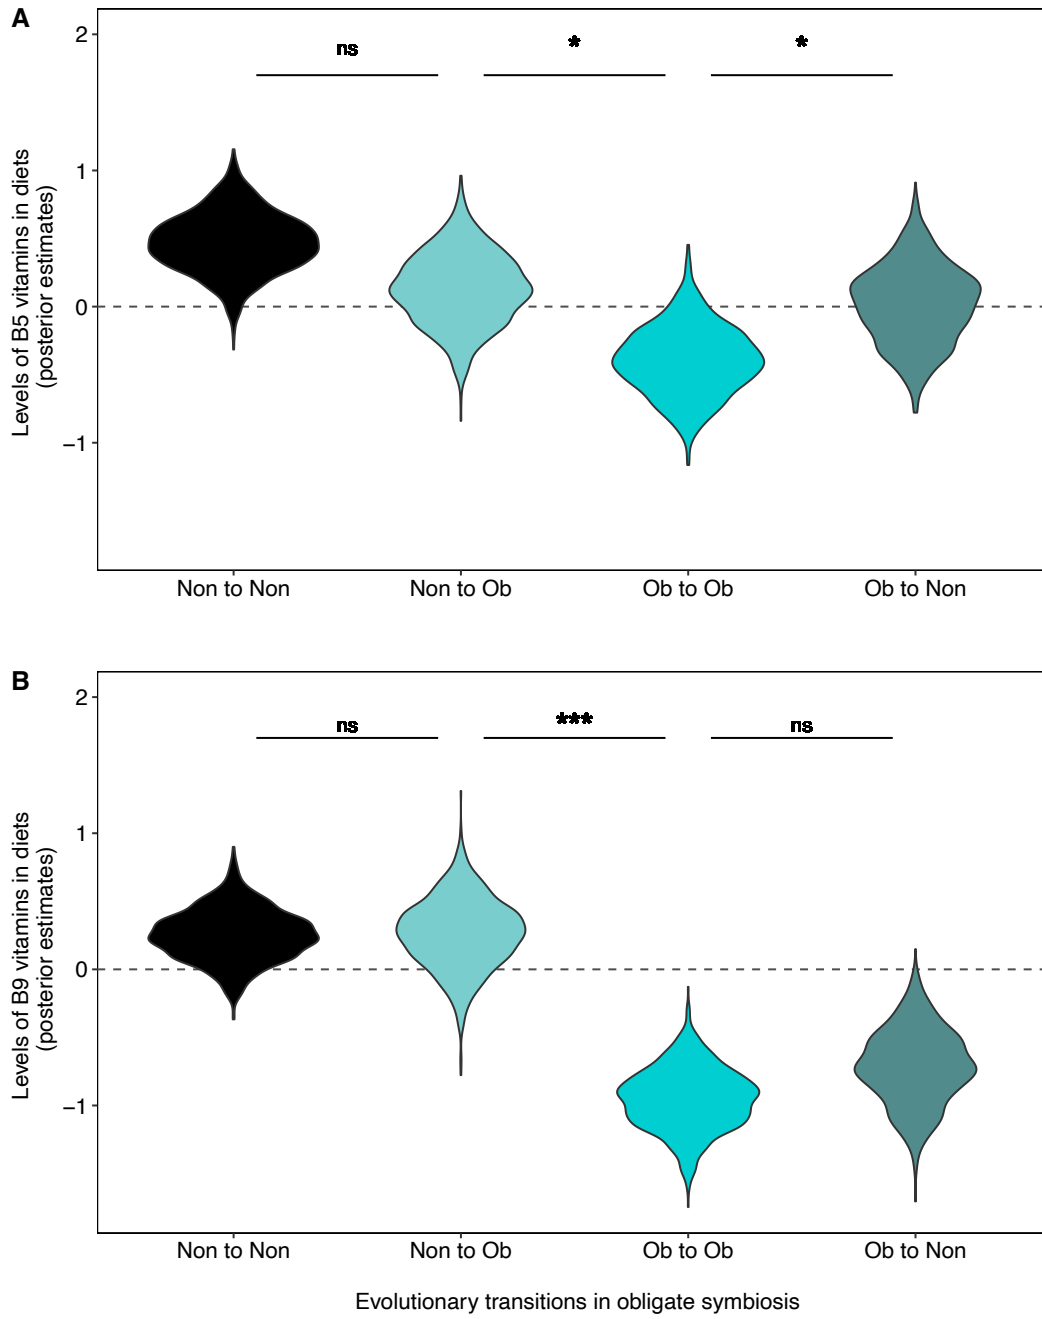 A
Levels of B5 vitamins in diets
(posterior estimates)
2
1
0
−1
ns
*
*
Non to Non
Non to Ob
Ob to Ob
Ob to Non
B
Levels of B9 vitamins in diets
(posterior estimates)
2
1
0
−1
ns
***
ns
Non to Non
Non to Ob
Ob to Ob
Ob to Non
Evolutionary transitions in obligate symbiosis